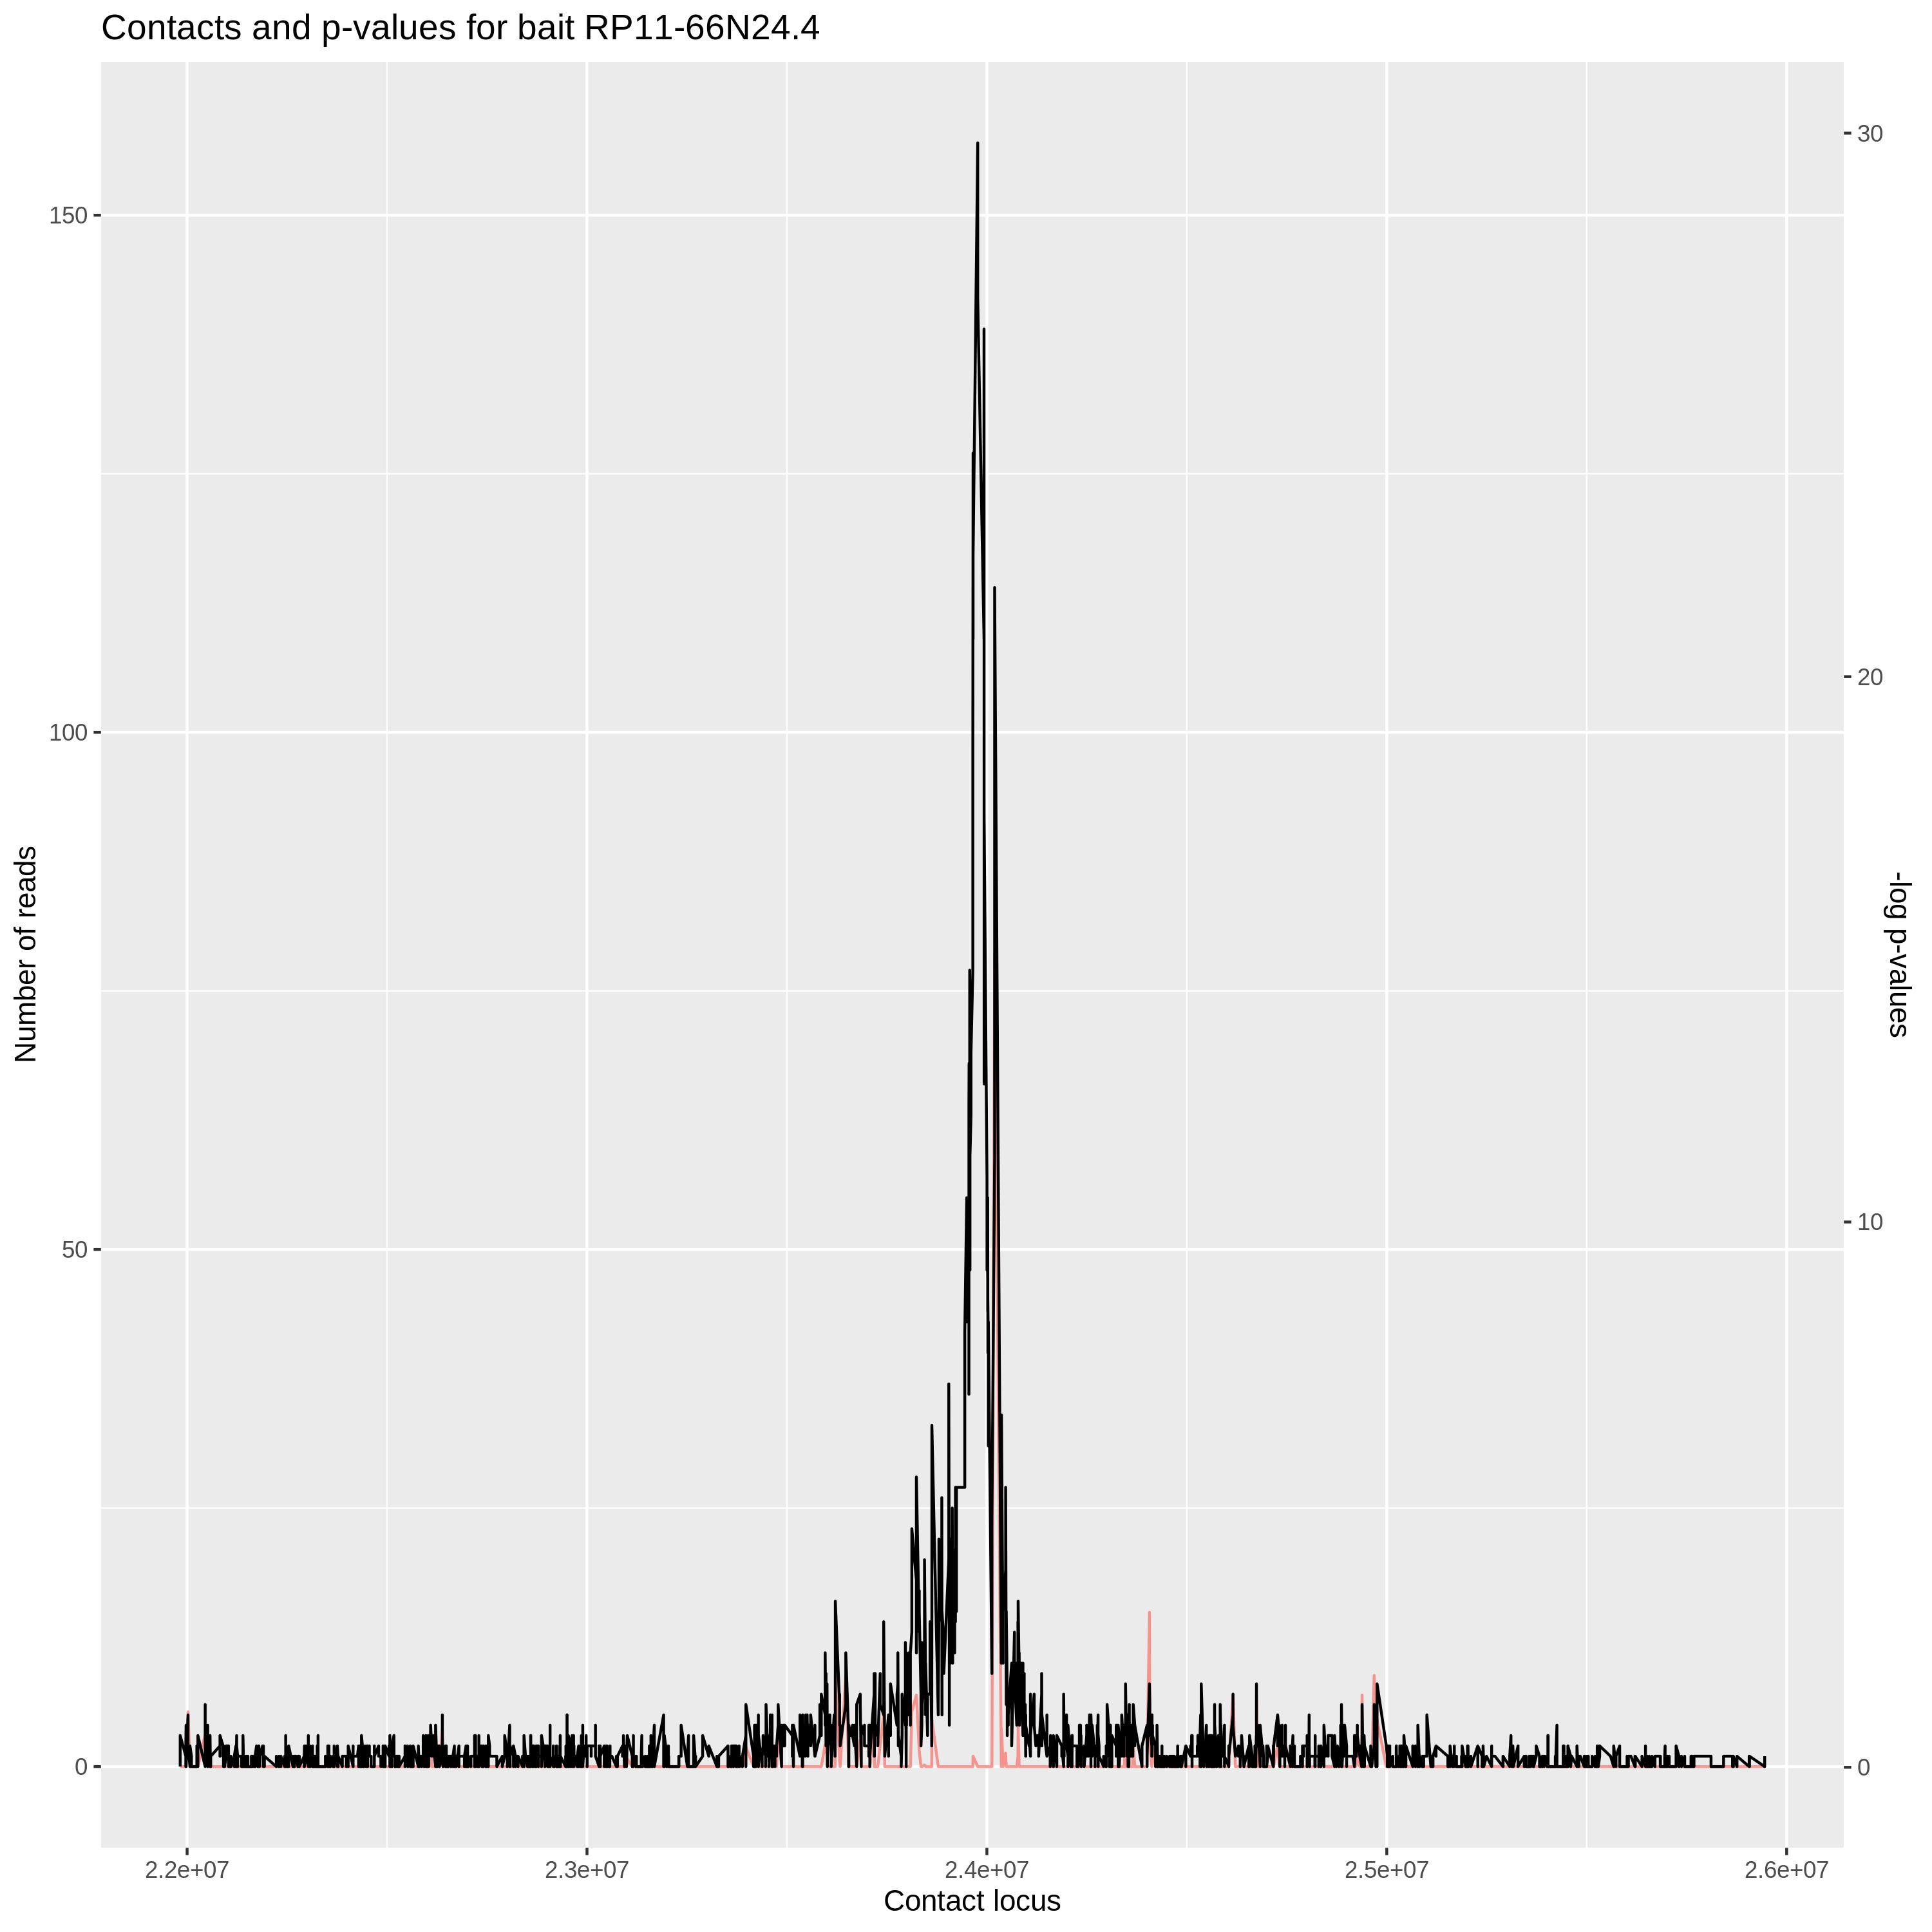 Contacts and p-values for bait RP11-66N24.4
150
100
50
0
30
20
10
0
Number of reads
-log p-values
2.2e+07
2.3e+07
2.4e+07
2.5e+07
2.6e+07
Contact locus